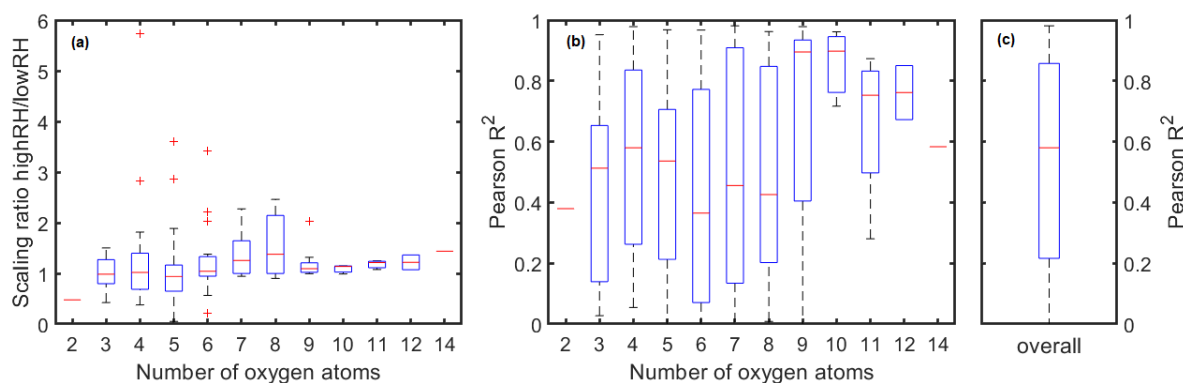 (a)
Scaling ratio highRH/lowRH
6
5
4
3
2
1
0
2 3 4 5 6 7 8 9 10 11 12 14
Number of oxygen atoms
(b)
Pearson R²
1
0.8
0.6
0.4
0.2
0
2 3 4 5 6 7 8 9 10 11 12 14
Number of oxygen atoms
(c)
1
0.8
0.6
0.4
0.2
0
Pearson R²
overall